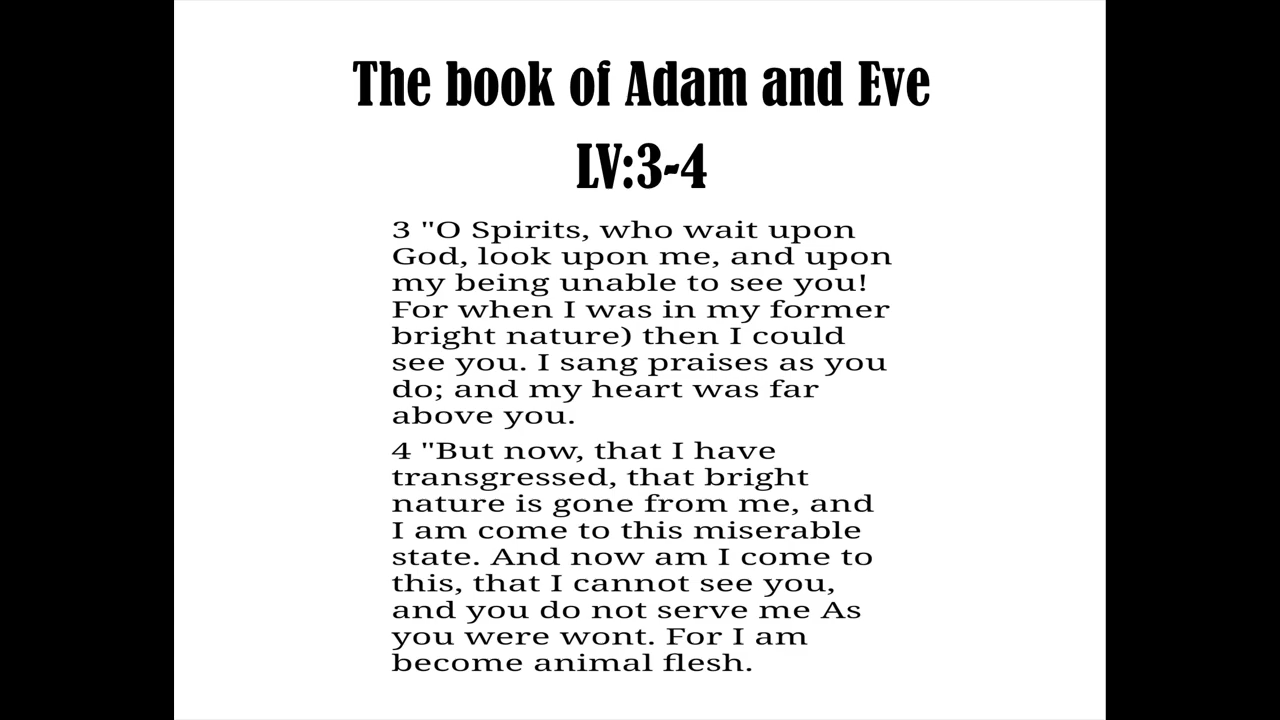 The book of Adam and Eve
LV:3-4
3 "O Spirits, who wait upon
God, look upon me, and upon
my being unable to see you!
For when I was in my former
bright nature) then I could
see you. I sang praises as you
do; and my heart was far
above you.
4 "But now, that I have
transgressed, that bright
nature is gone from me, and
I am come to this miserable
state. And now am I come to
this, that I cannot see you,
and you do not serve me As
you were wont. For I am
become animal flesh.